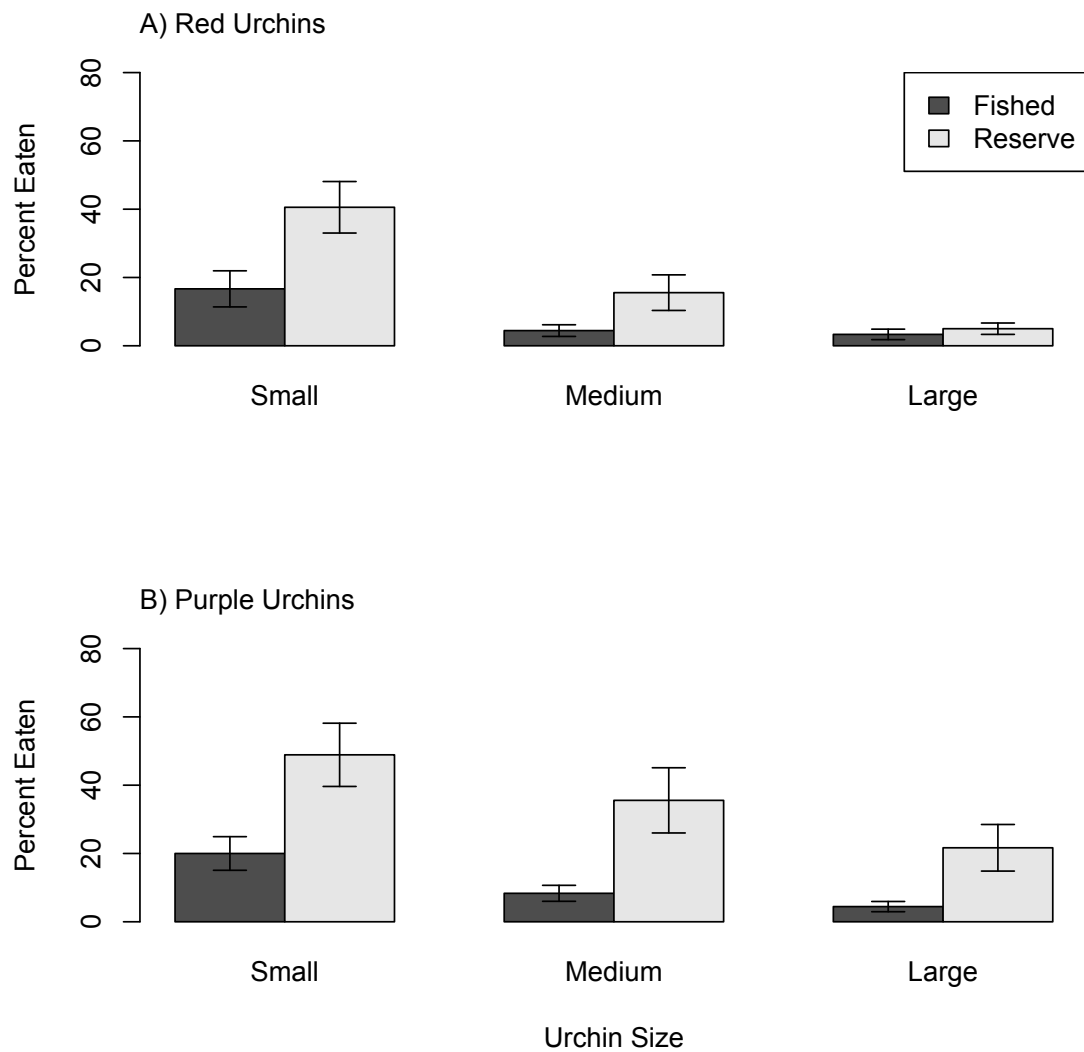 A) Red Urchins
Fished
Reserve
Percent Eaten
80
60
40
20
0
Small Medium Large
B) Purple Urchins
Percent Eaten
80
60
40
20
0
Small Medium Large
Urchin Size